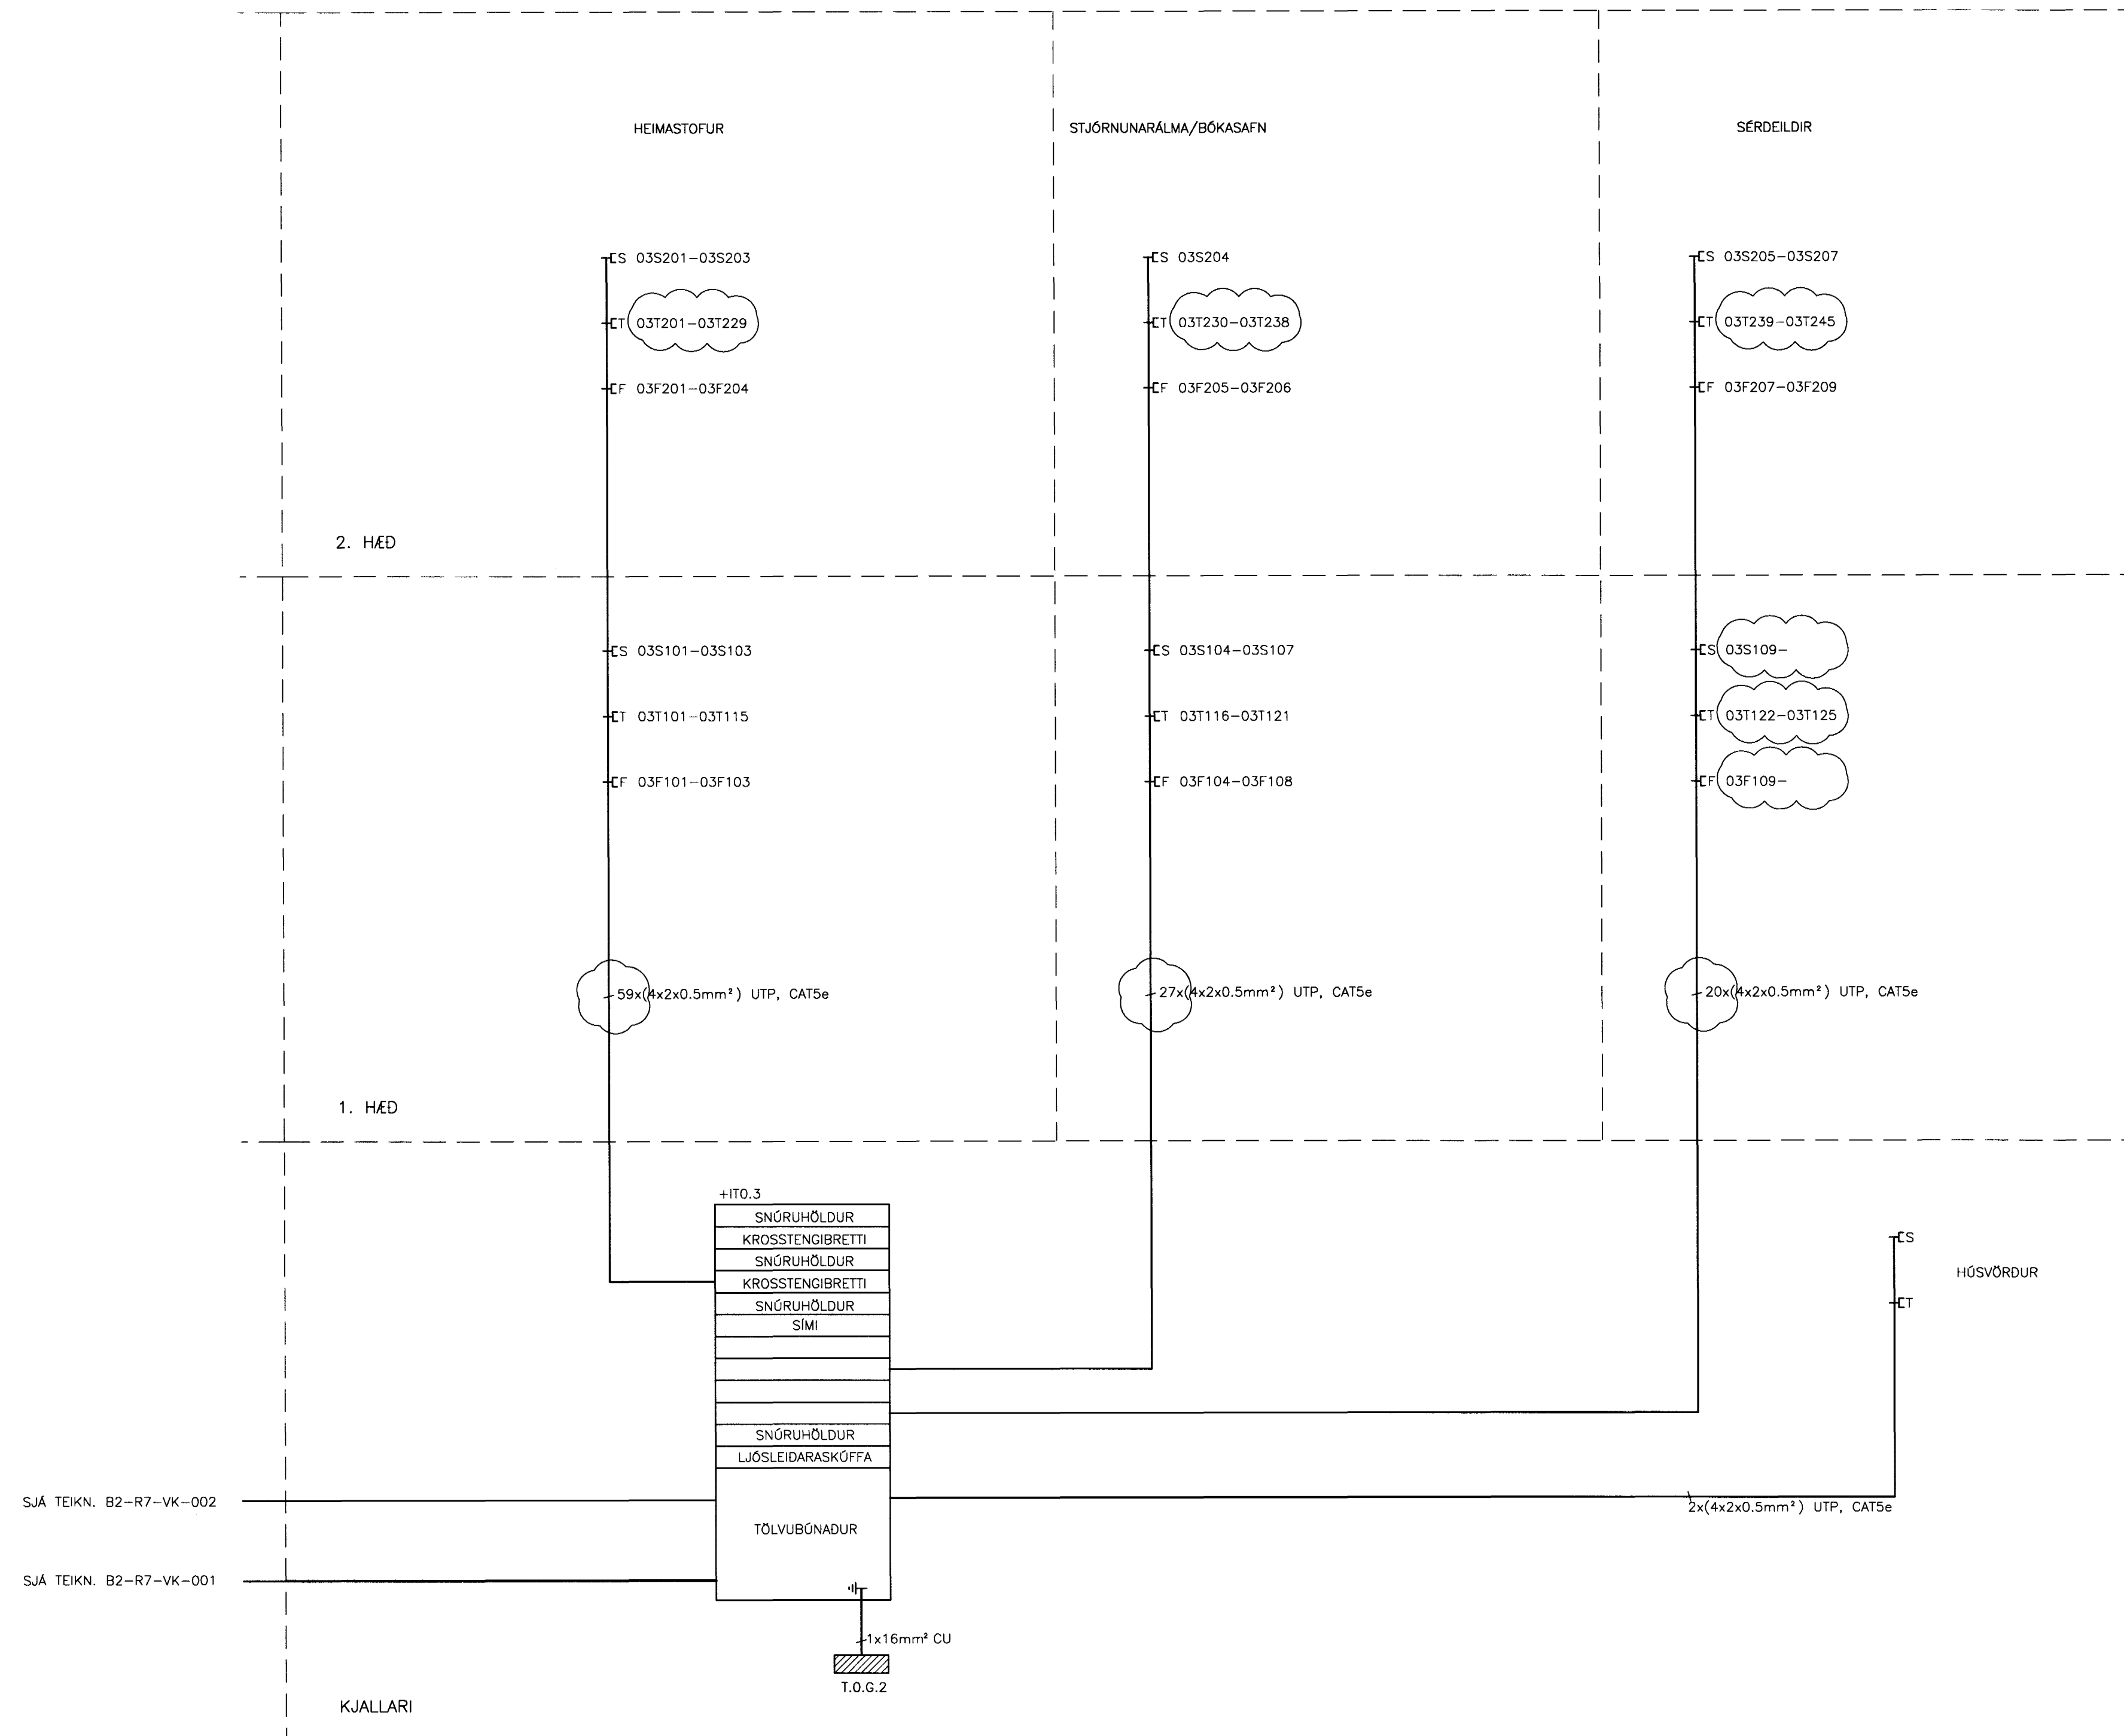 HEIMASTOFUR
STJÓRNUNARÁLMA/BÓKASAFN
SÉRDEILDIR
S 03S201-03S203
S 03S204
S 03S205-03S207
T 03T201-03T229
T 03T230-03T238
T 03T239-03T245
F 03F201-03F204
F 03F205-03F206
F 03F207-03F209
2. HÆÐ
S 03S101-03S103
S 03S104-03S107
S 03S109-
T 03T101-03T115
T 03T116-03T121
T 03T122-03T125
F 03F101-03F103
F 03F104-03F108
F 03F109-
59x(4x2x0.5mm²) UTP, CAT5e
27x(4x2x0.5mm²) UTP, CAT5e
20x(4x2x0.5mm²) UTP, CAT5e
1. HÆÐ
+IT0.3
SNÚRUHÖLDUR
KROSSTENGIBRETTI
SNÚRUHÖLDUR
KROSSTENGIBRETTI
SNÚRUHÖLDUR
SÍMI
SNÚRUHÖLDUR
LJÓSLEIÐARASKÚFFA
TÖLVUBÚNAÐUR
S
HÚSVÖRÐUR
T
SJÁ TEIKN. B2-R7-VK-002
2x(4x2x0.5mm²) UTP, CAT5e
SJÁ TEIKN. B2-R7-VK-001
1x16mm² CU
T.O.G.2
KJALLARI